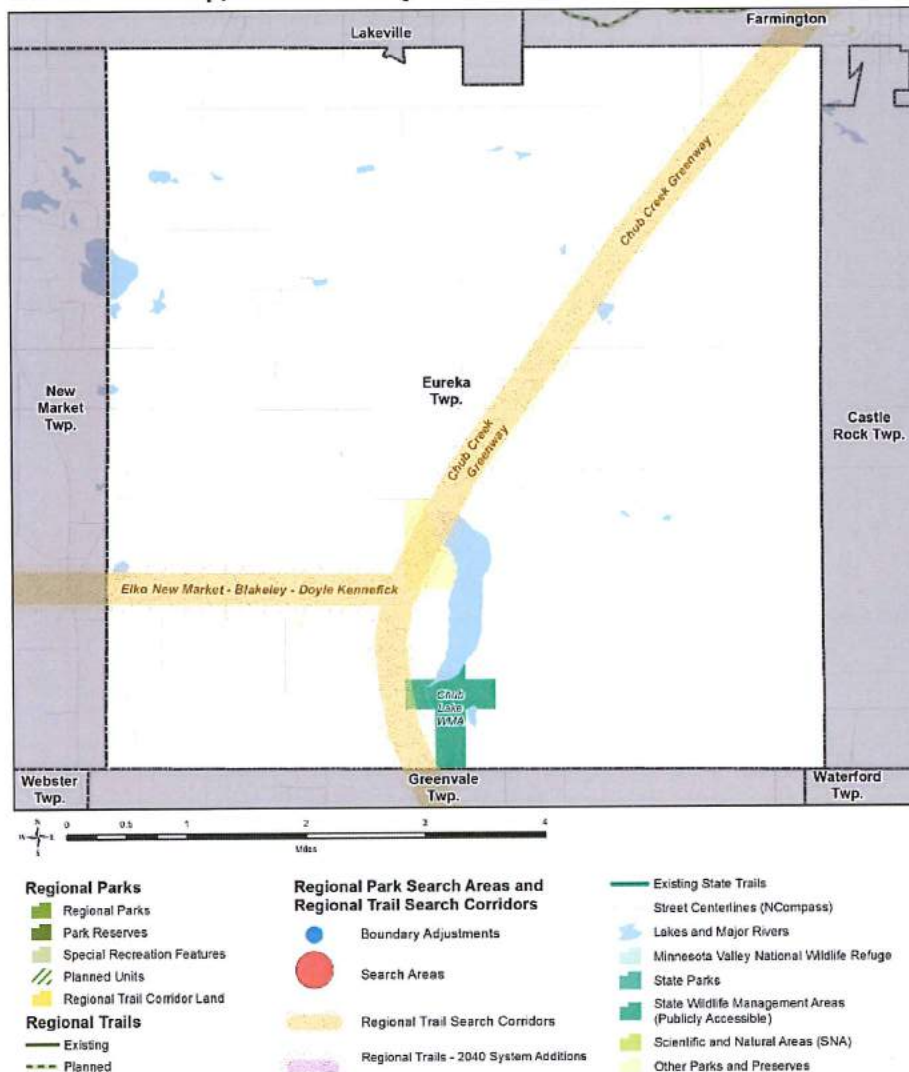 Lakeville
Farmington
Chub Creek Greenway
New
Market
Twp.
Eureka
Twp.
Castle
Rock Twp.
Chub Creek
Greenway
Elko New Market - Blakeley - Doyle Kennefick
Chub
Lake
WMA
Webster
Twp.
Greenvale
Twp.
Waterford
Twp.
N
W
E
S
0 0.5 1 2 3 4
Miles
Regional Parks
Regional Parks
Park Reserves
Special Recreation Features
Planned Units
Regional Trail Corridor Land
Regional Trails
Existing
Planned
Regional Park Search Areas and
Regional Trail Search Corridors
Boundary Adjustments
Search Areas
Regional Trail Search Corridors
Regional Trails - 2040 System Additions
Existing State Trails
Street Centerlines (NCompass)
Lakes and Major Rivers
Minnesota Valley National Wildlife Refuge
State Parks
State Wildlife Management Areas
(Publicly Accessible)
Scientific and Natural Areas (SNA)
Other Parks and Preserves